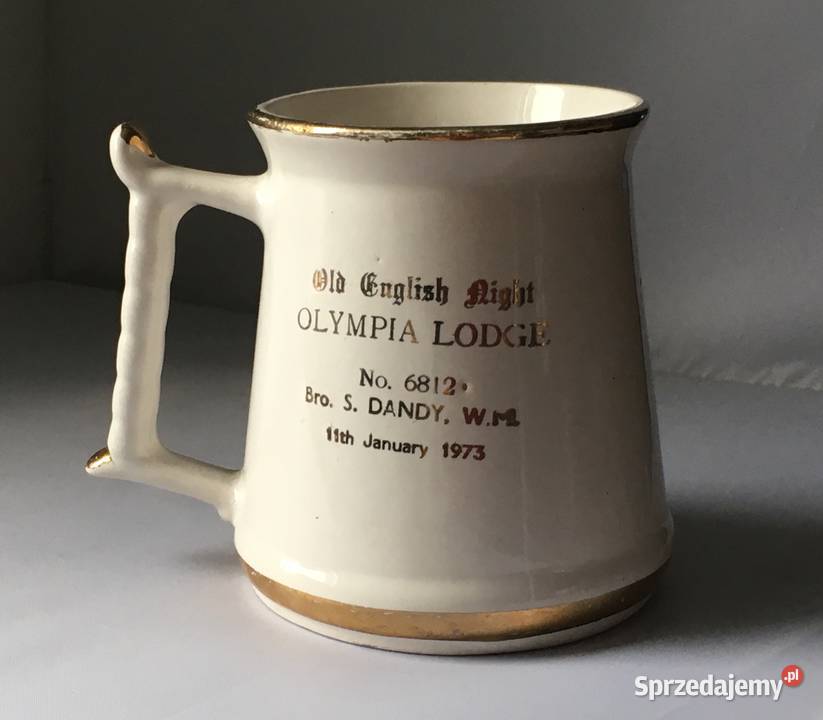 Old English Night
OLYMPIA LODGE
No. 6812.
Bro. S. DANDY, W.M.
11th January 1973
Sprzedajemy.pl